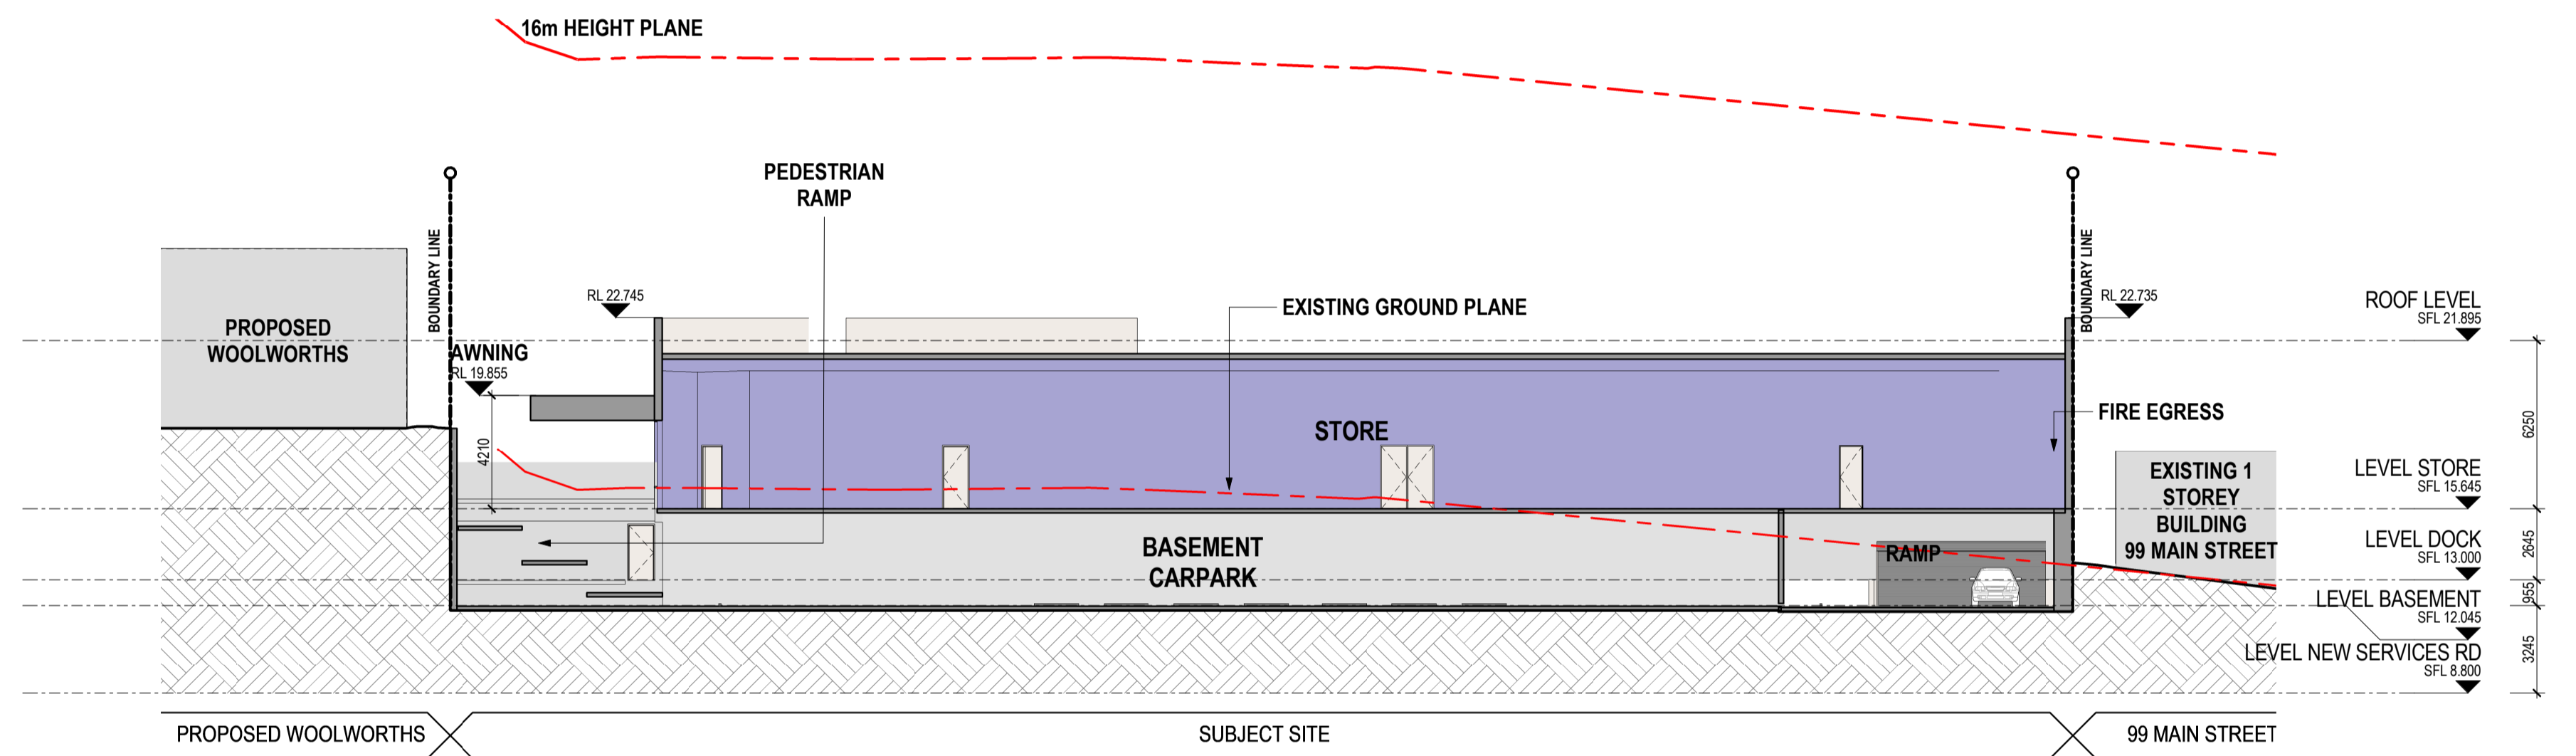 16m HEIGHT PLANE
PEDESTRIAN
RAMP
BOUNDARY LINE
BOUNDARY LINE
RL 22.745
RL 22.735
EXISTING GROUND PLANE
ROOF LEVEL
SFL 21.895
PROPOSED
WOOLWORTHS
AWNING
RL 19.855
4210
STORE
FIRE EGRESS
6250
LEVEL STORE
SFL 15.645
EXISTING 1
STOREY
BUILDING
99 MAIN STREET
BASEMENT
CARPARK
RAMP
LEVEL DOCK
SFL 13.000
2645
955
LEVEL BASEMENT
SFL 12.045
LEVEL NEW SERVICES RD
SFL 8.800
3245
PROPOSED WOOLWORTHS
SUBJECT SITE
99 MAIN STREET